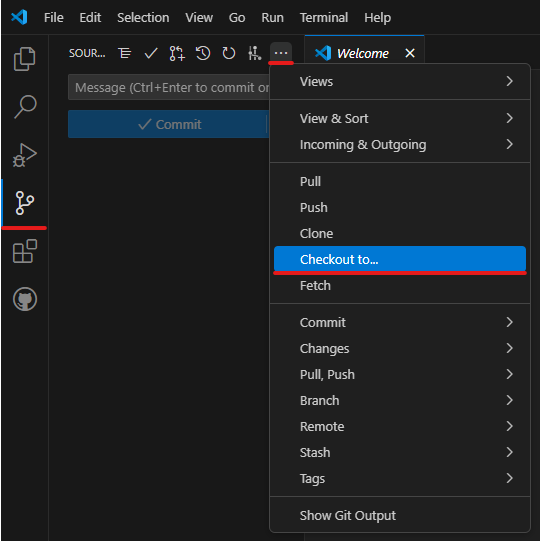 File Edit Selection View Go Run Terminal Help
SOUR... ... Welcome
Message (Ctrl+Enter to commit on
Commit
Views
View & Sort
Incoming & Outgoing
Pull
Push
Clone
Checkout to...
Fetch
Commit
Changes
Pull, Push
Branch
Remote
Stash
Tags
Show Git Output